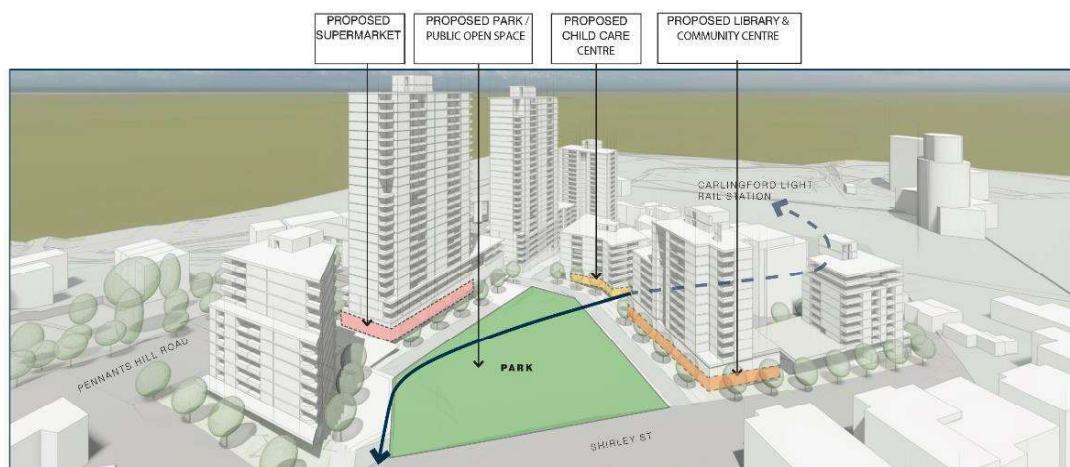 PROPOSED
SUPERMARKET
PROPOSED PARK /
PUBLIC OPEN SPACE
PROPOSED
CHILD CARE
CENTRE
PROPOSED LIBRARY &
COMMUNITY CENTRE
CARLINGFORD LIGHT
RAIL STATION
PENNANTS HILL ROAD
PARK
SHIRLEY ST